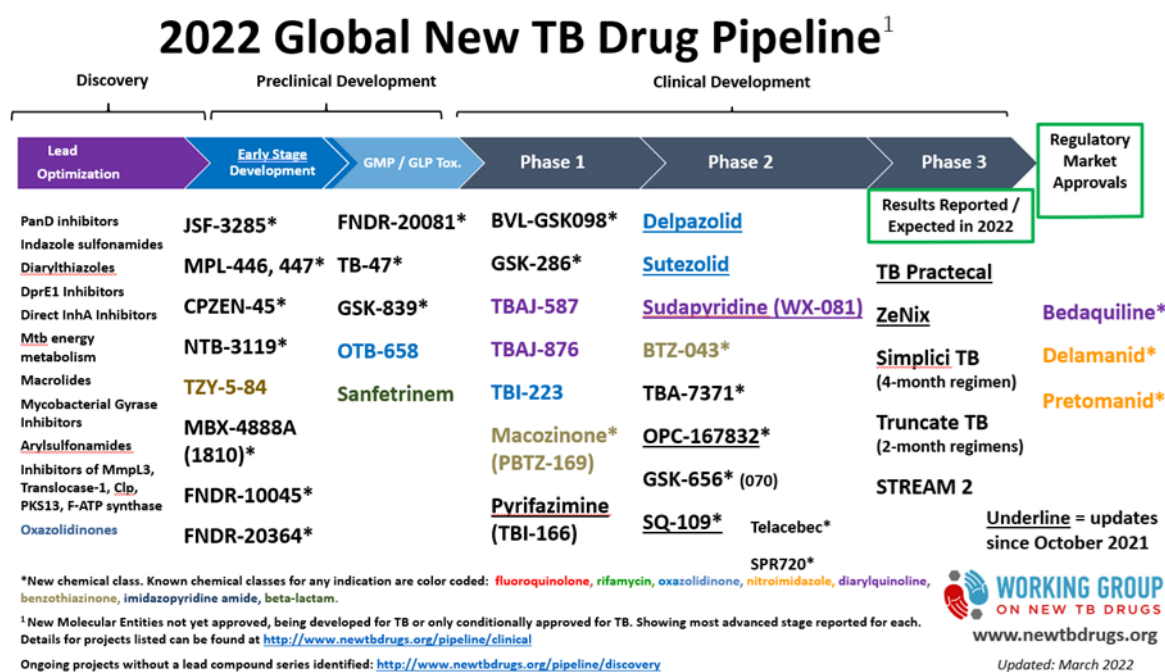 2022 Global New TB Drug Pipeline1
Discovery
Preclinical Development
Clinical Development
Lead
Optimization
Early Stage
Development
GMP / GLP Tox.
Phase 1
Phase 2
Phase 3
Regulatory
Market
Approvals
Results Reported /
Expected in 2022
PanD inhibitors
Indazole sulfonamides
Diarylthiazoles
DprE1 Inhibitors
Direct InhA Inhibitors
Mtb energy
metabolism
Macrolides
Mycobacterial Gyrase
Inhibitors
Arylsulfonamides
Inhibitors of MmpL3,
Translocase-1, Clp,
PKS13, F-ATP synthase
Oxazolidinones
JSF-3285*
MPL-446, 447*
CPZEN-45*
NTB-3119*
TZY-5-84
MBX-4888A
(1810)*
FNDR-10045*
FNDR-20364*
FNDR-20081*
TB-47*
GSK-839*
OTB-658
Sanfetrinem
BVL-GSK098*
GSK-286*
TBAJ-587
TBAJ-876
TBI-223
Macozinone*
(PBTZ-169)
Pyrifazimine
(TBI-166)
Delpazolid
Sutezolid
Sudapyridine (WX-081)
BTZ-043*
TBA-7371*
OPC-167832*
GSK-656* (070)
SQ-109*
Telacebec*
SPR720*
TB Practecal
ZeNix
Simplici TB
(4-month regimen)
Truncate TB
(2-month regimens)
STREAM 2
Bedaquiline*
Delamanid*
Pretomanid*
Underline = updates
since October 2021
*New chemical class. Known chemical classes for any indication are color coded: fluoroquinolone, rifamycin, oxazolidinone, nitroimidazole, diarylquinoline,
benzothiazinone, imidazopyridine amide, beta-lactam.
1 New Molecular Entities not yet approved, being developed for TB or only conditionally approved for TB. Showing most advanced stage reported for each.
Details for projects listed can be found at http://www.newtbdrugs.org/pipeline/clinical
Ongoing projects without a lead compound series identified: http://www.newtbdrugs.org/pipeline/discovery
WORKING GROUP
ON NEW TB DRUGS
www.newtbdrugs.org
Updated: March 2022